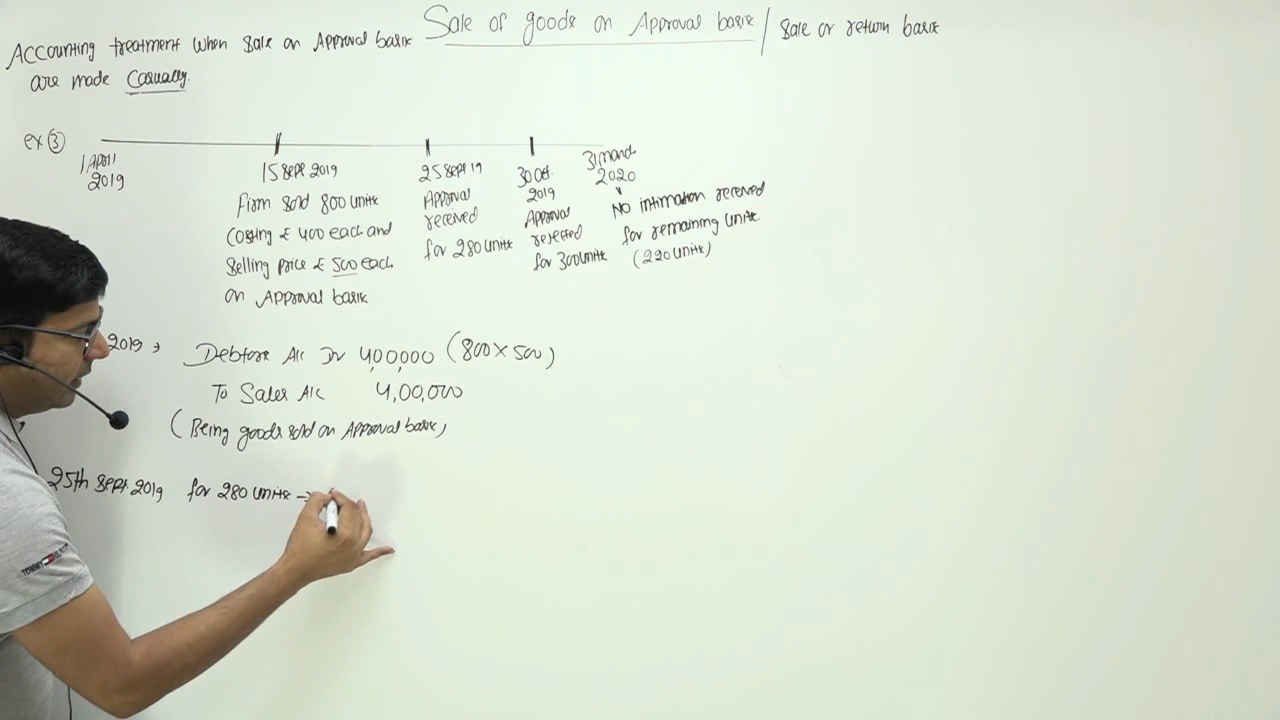 Sale of goods on Approval basis / Sale or return basis
Accounting treatment when Sale on Approval basis
are made Casually.
ex ③
1 April
2019
15 Sept 2019
Firm sold 800 units
Costing ₤ 400 each and
Selling price ₤ 500 each
on Approval basis
25 Sept 19
Approval
received
for 280 units
30 Oct.
2019
Approval
rejected
for 300 units
31 March
2020
No intimation received
for remaining units.
(220 units)
2019,
Debtors A/c Dr 4,00,000 (800 × 500)
To Sales A/c 4,00,000
(Being goods sold on Approval basis)
25th Sept. 2019 for 280 units →
TOMMY